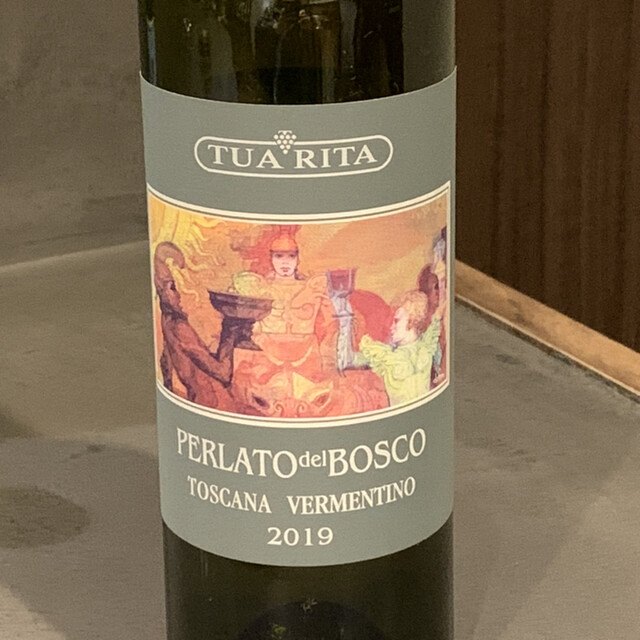 TUA RITA
PERLATO del BOSCO
TOSCANA VERMENTINO
2019